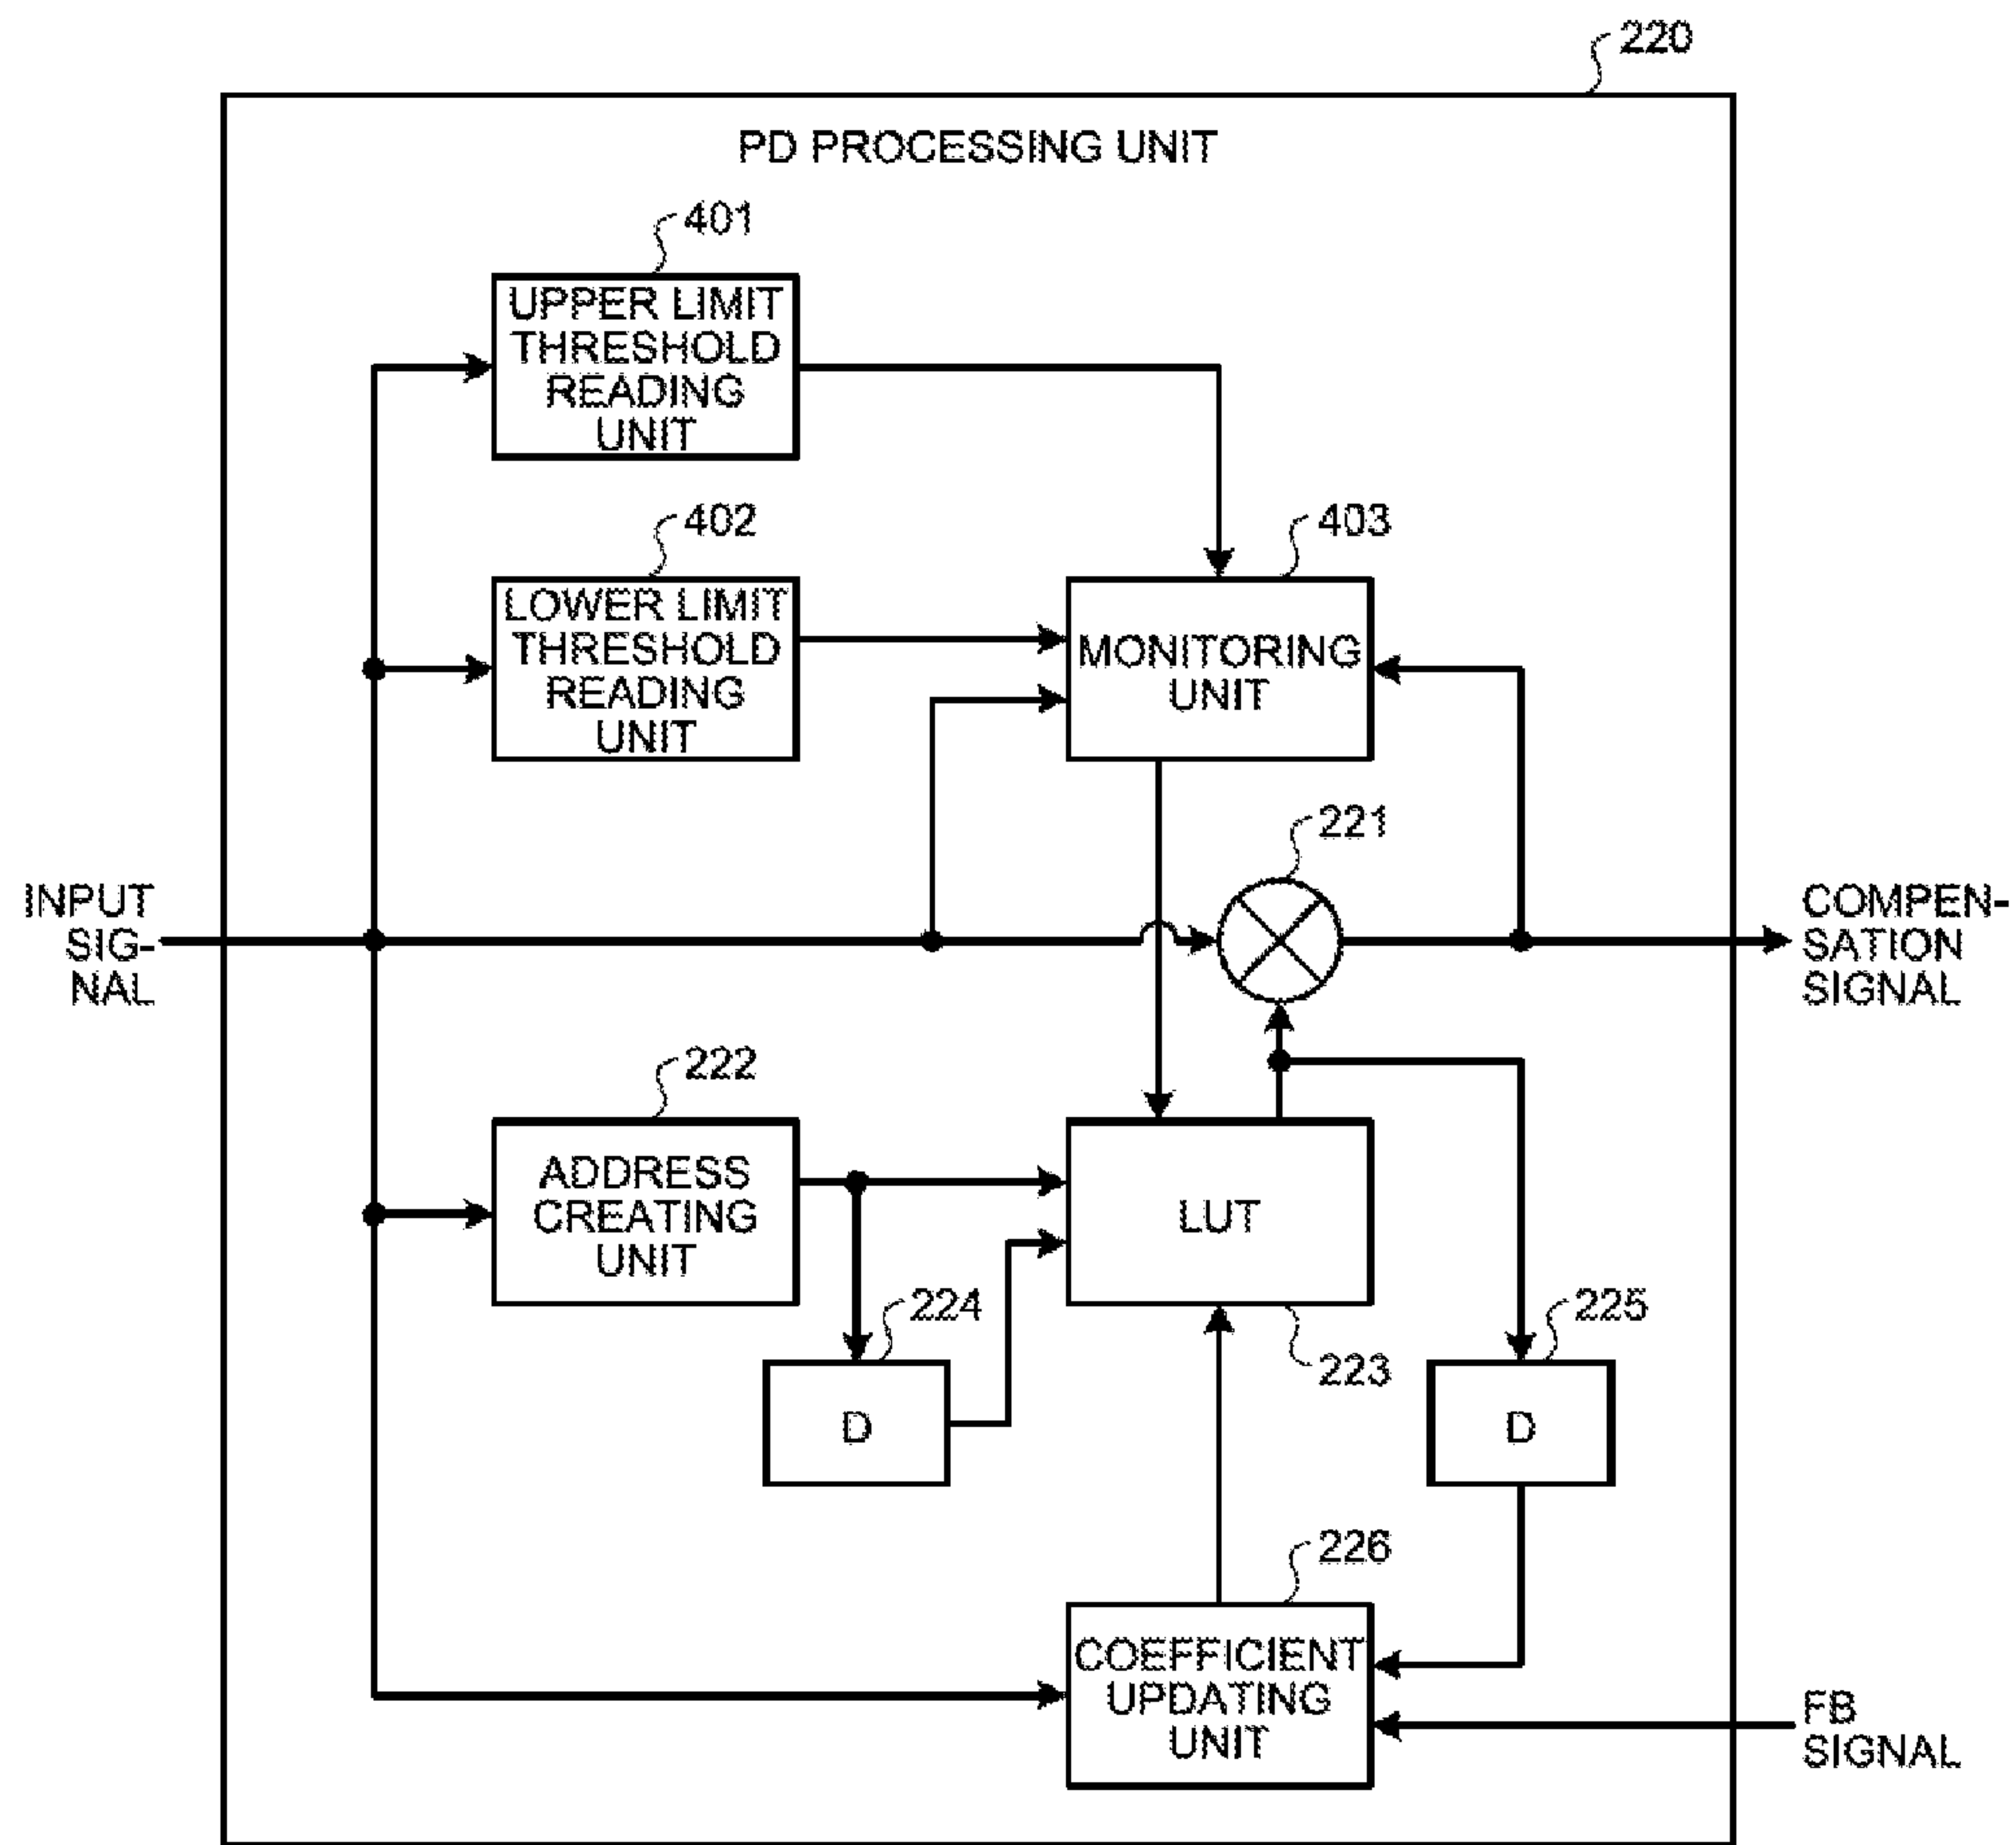 220
PD PROCESSING UNIT
401
UPPER LIMIT
THRESHOLD
READING
UNIT
402
LOWER LIMIT
THRESHOLD
READING
UNIT
403
MONITORING
UNIT
221
INPUT
SIG-
NAL
COMPEN-
SATION
SIGNAL
222
ADDRESS
CREATING
UNIT
LUT
223
224
D
225
D
226
COEFFICIENT
UPDATING
UNIT
FB
SIGNAL